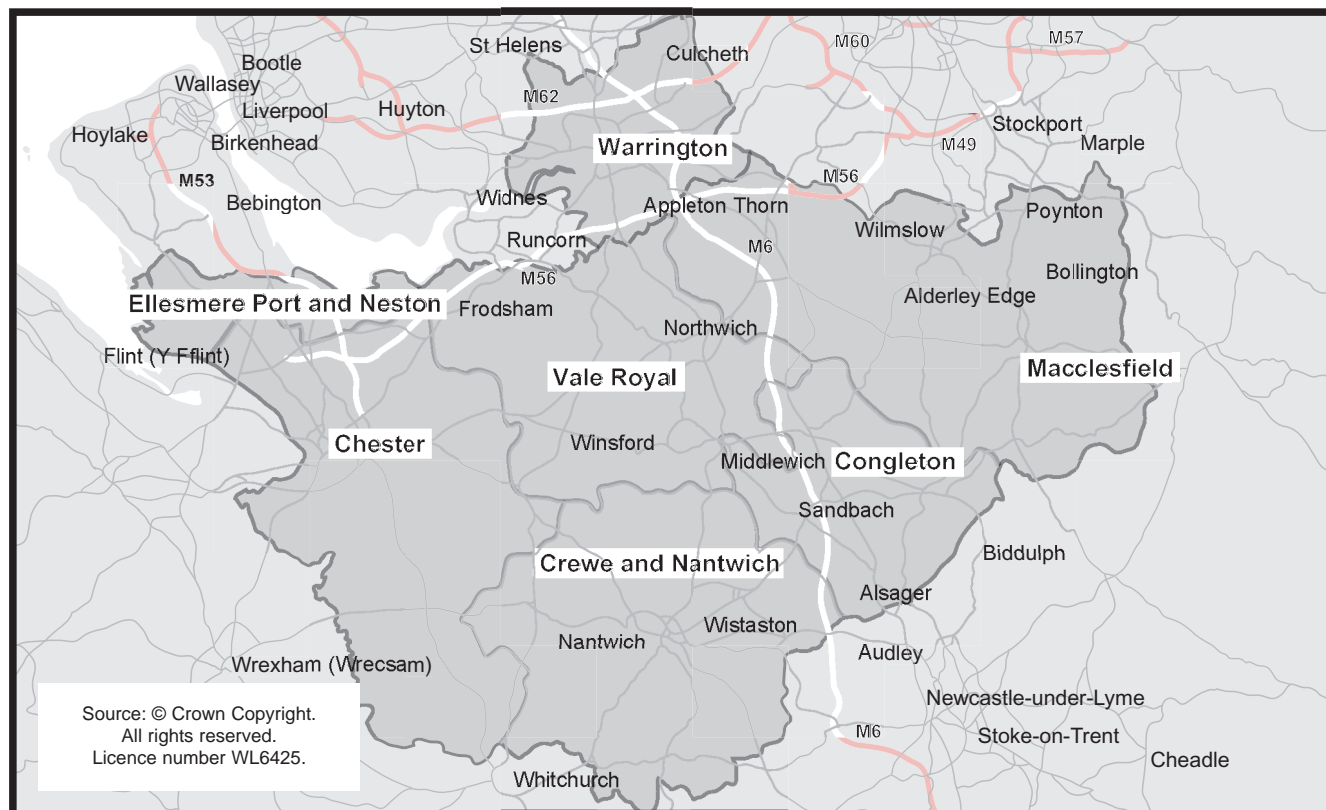 St Helens
Culcheth
M60
M57
Bootle
Wallasey
Liverpool
Huyton
M62
Hoylake
Birkenhead
Warrington
M49
Stockport
Marple
M53
Bebington
Widnes
Appleton Thorn
M56
Wilmslow
Poynton
Runcorn
M6
M56
Bollington
Ellesmere Port and Neston
Frodsham
Alderley Edge
Northwich
Flint (Y Fflint)
Vale Royal
Macclesfield
Chester
Winsford
Middlewich
Congleton
Sandbach
Crewe and Nantwich
Biddulph
Alsager
Wistaston
Nantwich
Audley
Wrexham (Wrecsam)
Newcastle-under-Lyme
Source: © Crown Copyright.
All rights reserved.
Licence number WL6425.
M6
Stoke-on-Trent
Cheadle
Whitchurch